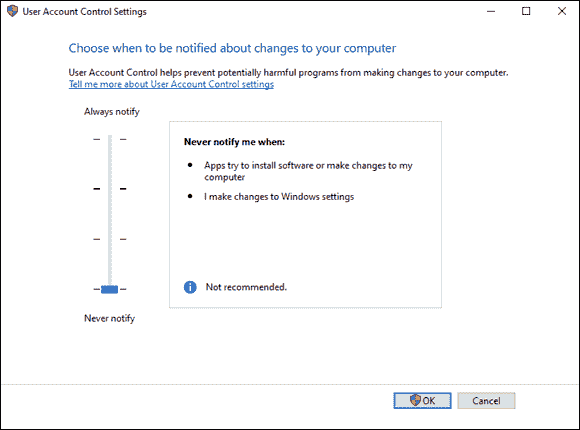 User Account Control Settings
Choose when to be notified about changes to your computer
User Account Control helps prevent potentially harmful programs from making changes to your computer.
Tell me more about User Account Control settings
Always notify
Never notify me when:
Apps try to install software or make changes to my
computer
I make changes to Windows settings
Not recommended.
Never notify
OK
Cancel